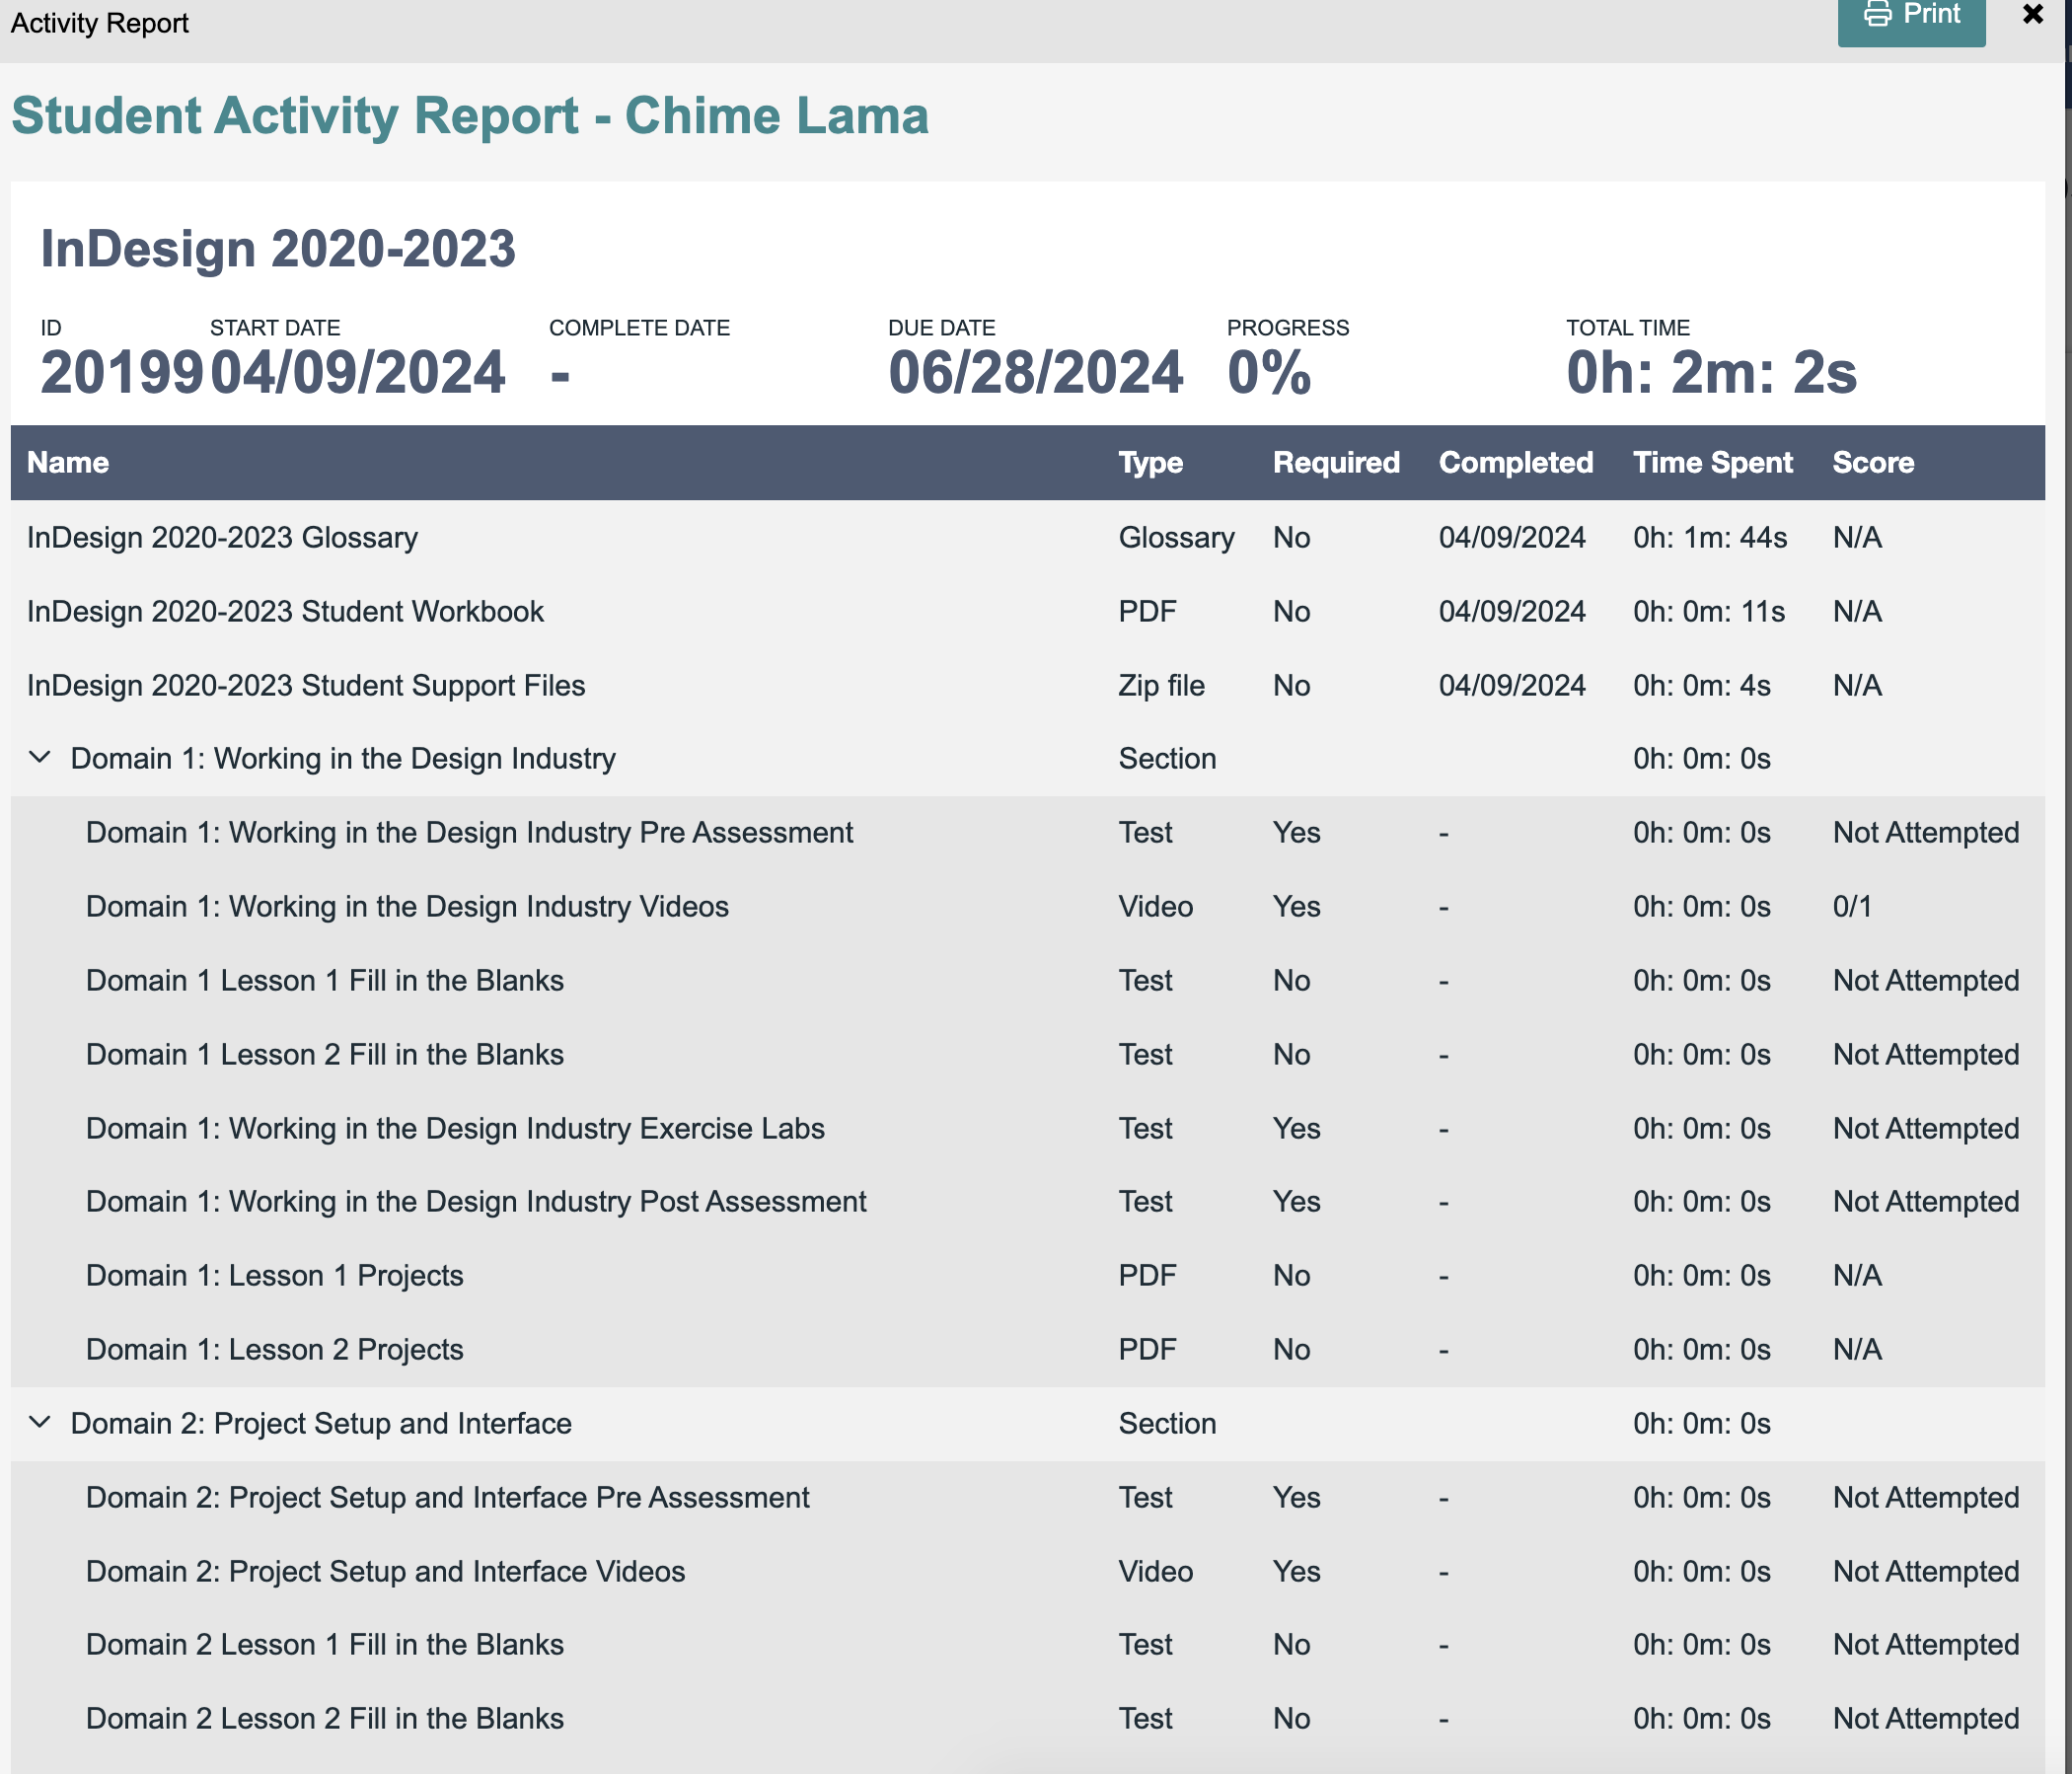 Activity Report
Print
Student Activity Report - Chime Lama
InDesign 2020-2023
ID START DATE COMPLETE DATE DUE DATE PROGRESS TOTAL TIME
20199 04/09/2024 - 06/28/2024 0% 0h: 2m: 2s
Name Type Required Completed Time Spent Score
InDesign 2020-2023 Glossary Glossary No 04/09/2024 0h: 1m: 44s N/A
InDesign 2020-2023 Student Workbook PDF No 04/09/2024 0h: 0m: 11s N/A
InDesign 2020-2023 Student Support Files Zip file No 04/09/2024 0h: 0m: 4s N/A
Domain 1: Working in the Design Industry Section 0h: 0m: 0s
Domain 1: Working in the Design Industry Pre Assessment Test Yes - 0h: 0m: 0s Not Attempted
Domain 1: Working in the Design Industry Videos Video Yes - 0h: 0m: 0s 0/1
Domain 1 Lesson 1 Fill in the Blanks Test No - 0h: 0m: 0s Not Attempted
Domain 1 Lesson 2 Fill in the Blanks Test No - 0h: 0m: 0s Not Attempted
Domain 1: Working in the Design Industry Exercise Labs Test Yes - 0h: 0m: 0s Not Attempted
Domain 1: Working in the Design Industry Post Assessment Test Yes - 0h: 0m: 0s Not Attempted
Domain 1: Lesson 1 Projects PDF No - 0h: 0m: 0s N/A
Domain 1: Lesson 2 Projects PDF No - 0h: 0m: 0s N/A
Domain 2: Project Setup and Interface Section 0h: 0m: 0s
Domain 2: Project Setup and Interface Pre Assessment Test Yes - 0h: 0m: 0s Not Attempted
Domain 2: Project Setup and Interface Videos Video Yes - 0h: 0m: 0s Not Attempted
Domain 2 Lesson 1 Fill in the Blanks Test No - 0h: 0m: 0s Not Attempted
Domain 2 Lesson 2 Fill in the Blanks Test No - 0h: 0m: 0s Not Attempted